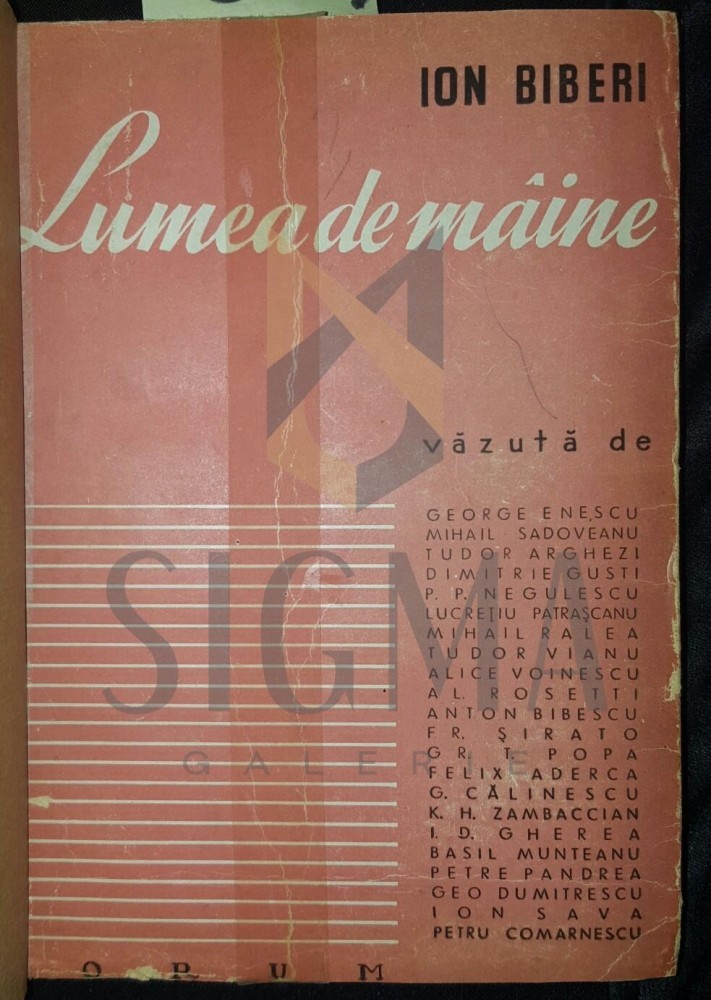 ION BIBERI
Lumea de mâine
văzută de
GEORGE ENESCU
MIHAIL SADOVEANU
TUDOR ARGHEZI
DIMITRIE GUSTI
P. P. NEGULESCU
LUCREȚIU PATRAȘCANU
MIHAIL RALEA
TUDOR VIANU
ALICE VOINESCU
AL. ROSETTI
ANTON BIBESCU
FR. ȘIRATO
GR. T. POPA
FELIX ADERCA
G. CĂLINESCU
K. H. ZAMBACCIAN
I. D. GHEREA
BASIL MUNTEANU
PETRE PANDREA
GEO DUMITRESCU
ION SAVA
PETRU COMARNESCU
ORUM
SIGMA
GALERIE